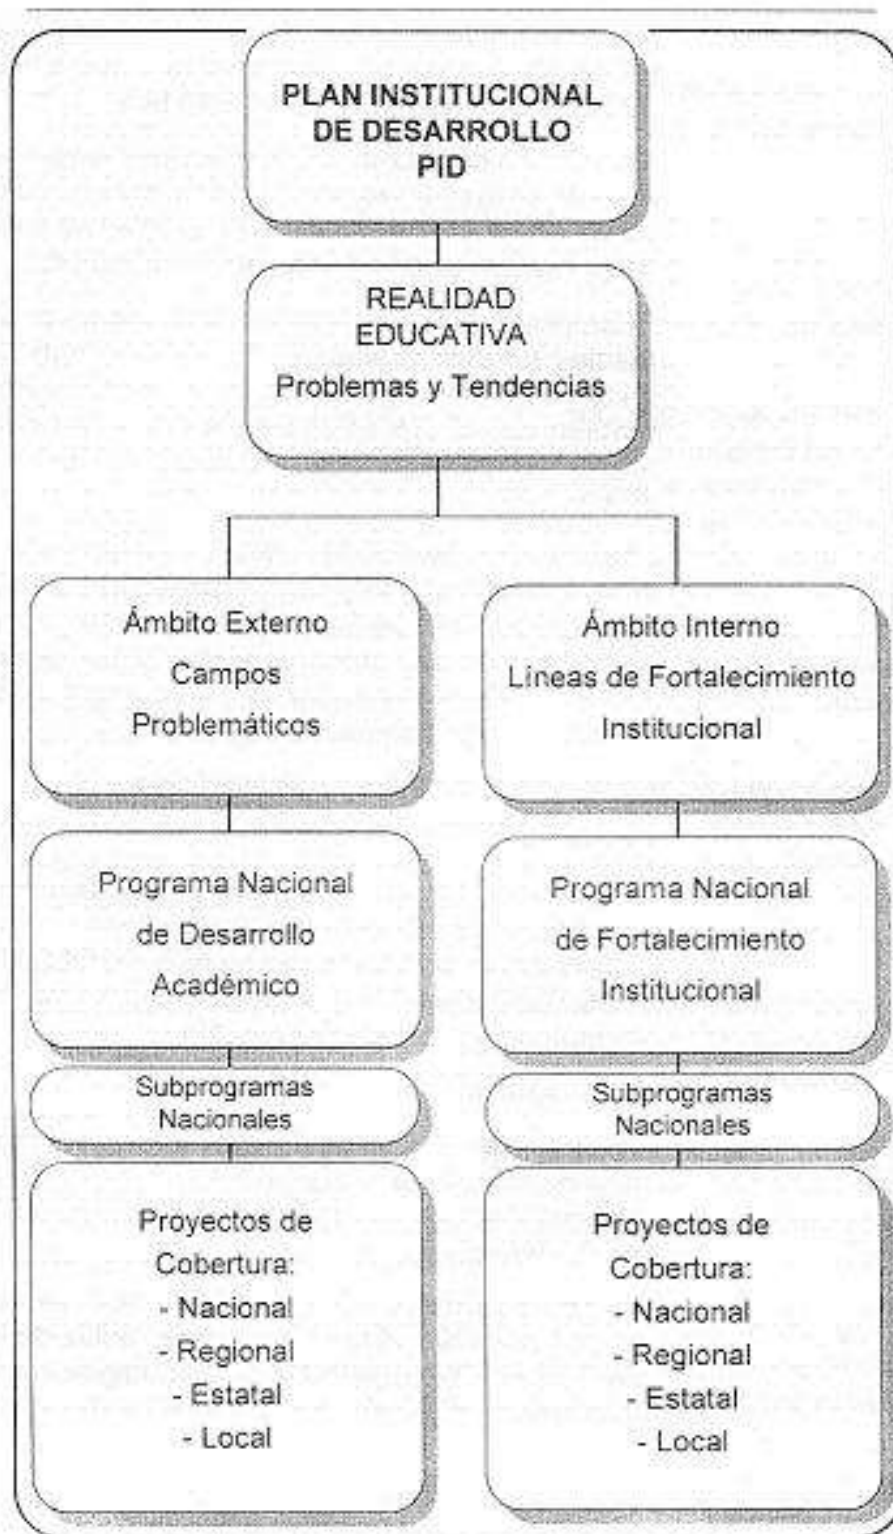 PLAN INSTITUCIONAL
DE DESARROLLO
PID
REALIDAD
EDUCATIVA
Problemas y Tendencias
Ámbito Externo
Campos
Problemáticos
Ámbito Interno
Líneas de Fortalecimiento
Institucional
Programa Nacional
de Desarrollo
Académico
Programa Nacional
de Fortalecimiento
Institucional
Subprogramas
Nacionales
Subprogramas
Nacionales
Proyectos de
Cobertura:
- Nacional
- Regional
- Estatal
- Local
Proyectos de
Cobertura:
- Nacional
- Regional
- Estatal
- Local